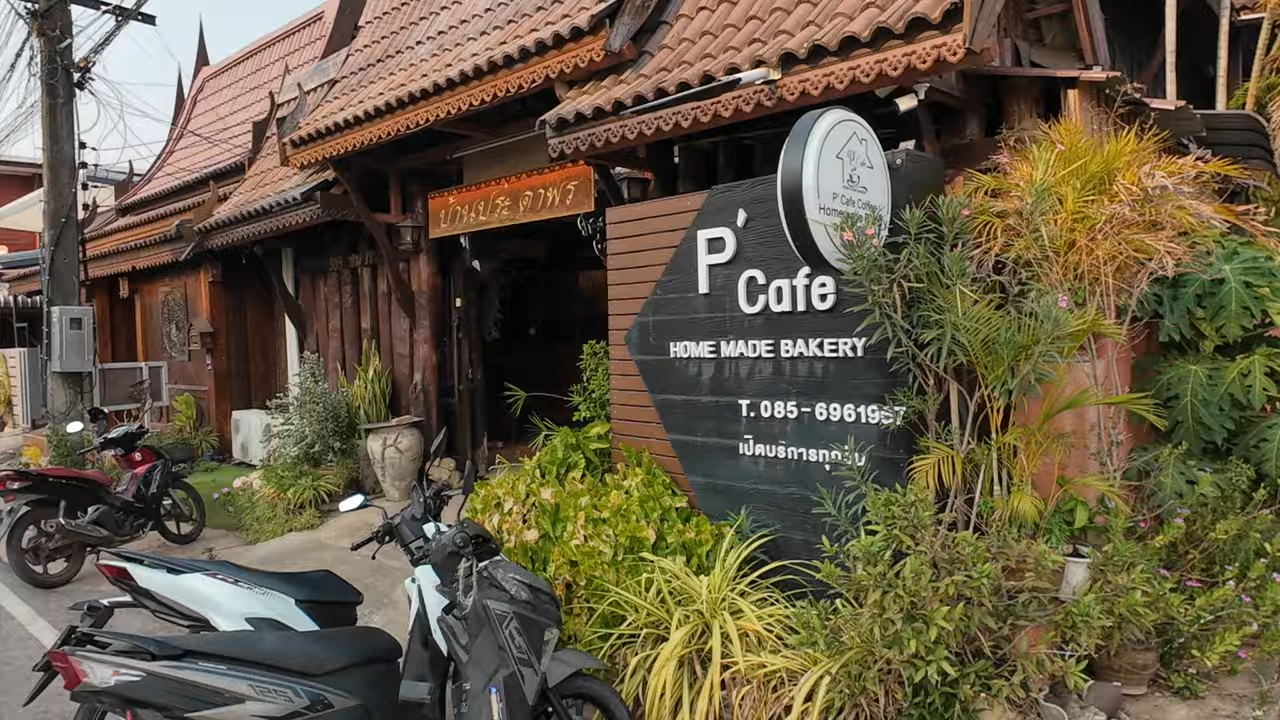 บ้านประดาพร
P' Cafe Coffee
P' Cafe
HOME MADE BAKERY
T. 085-6961957
เปิดบริการทุกวัน
125